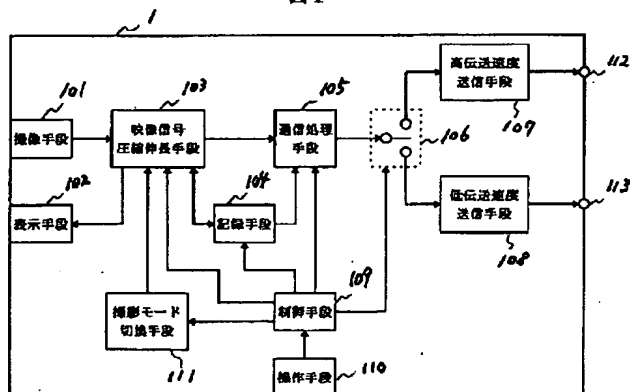 1
101
撮像手段
102
表示手段
103
映像信号
圧縮伸長手段
104
記録手段
105
通信処理
手段
106
高伝送速度
送信手段
107
112
低伝送速度
送信手段
108
113
109
制御手段
撮影モード
切換手段
111
操作手段
110